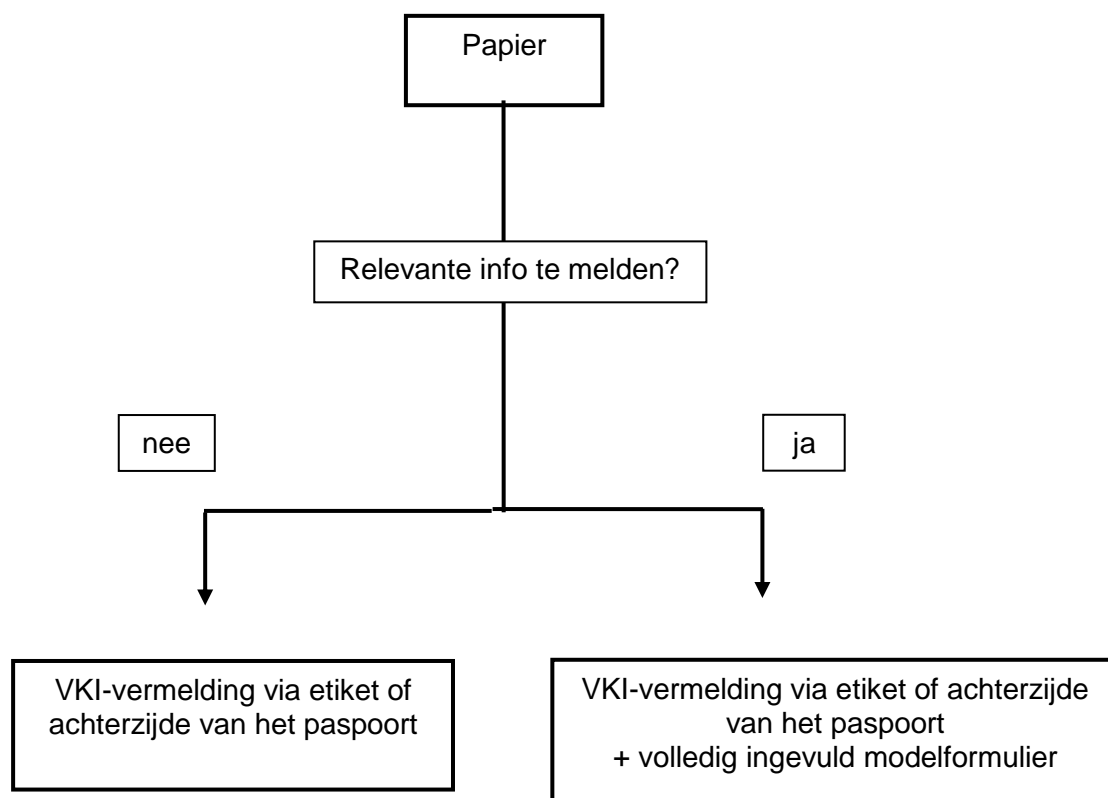 Papier
Relevante info te melden?
nee
ja
VKI-vermelding via etiket of
achterzijde van het paspoort
VKI-vermelding via etiket of achterzijde
van het paspoort
+ volledig ingevuld modelformulier